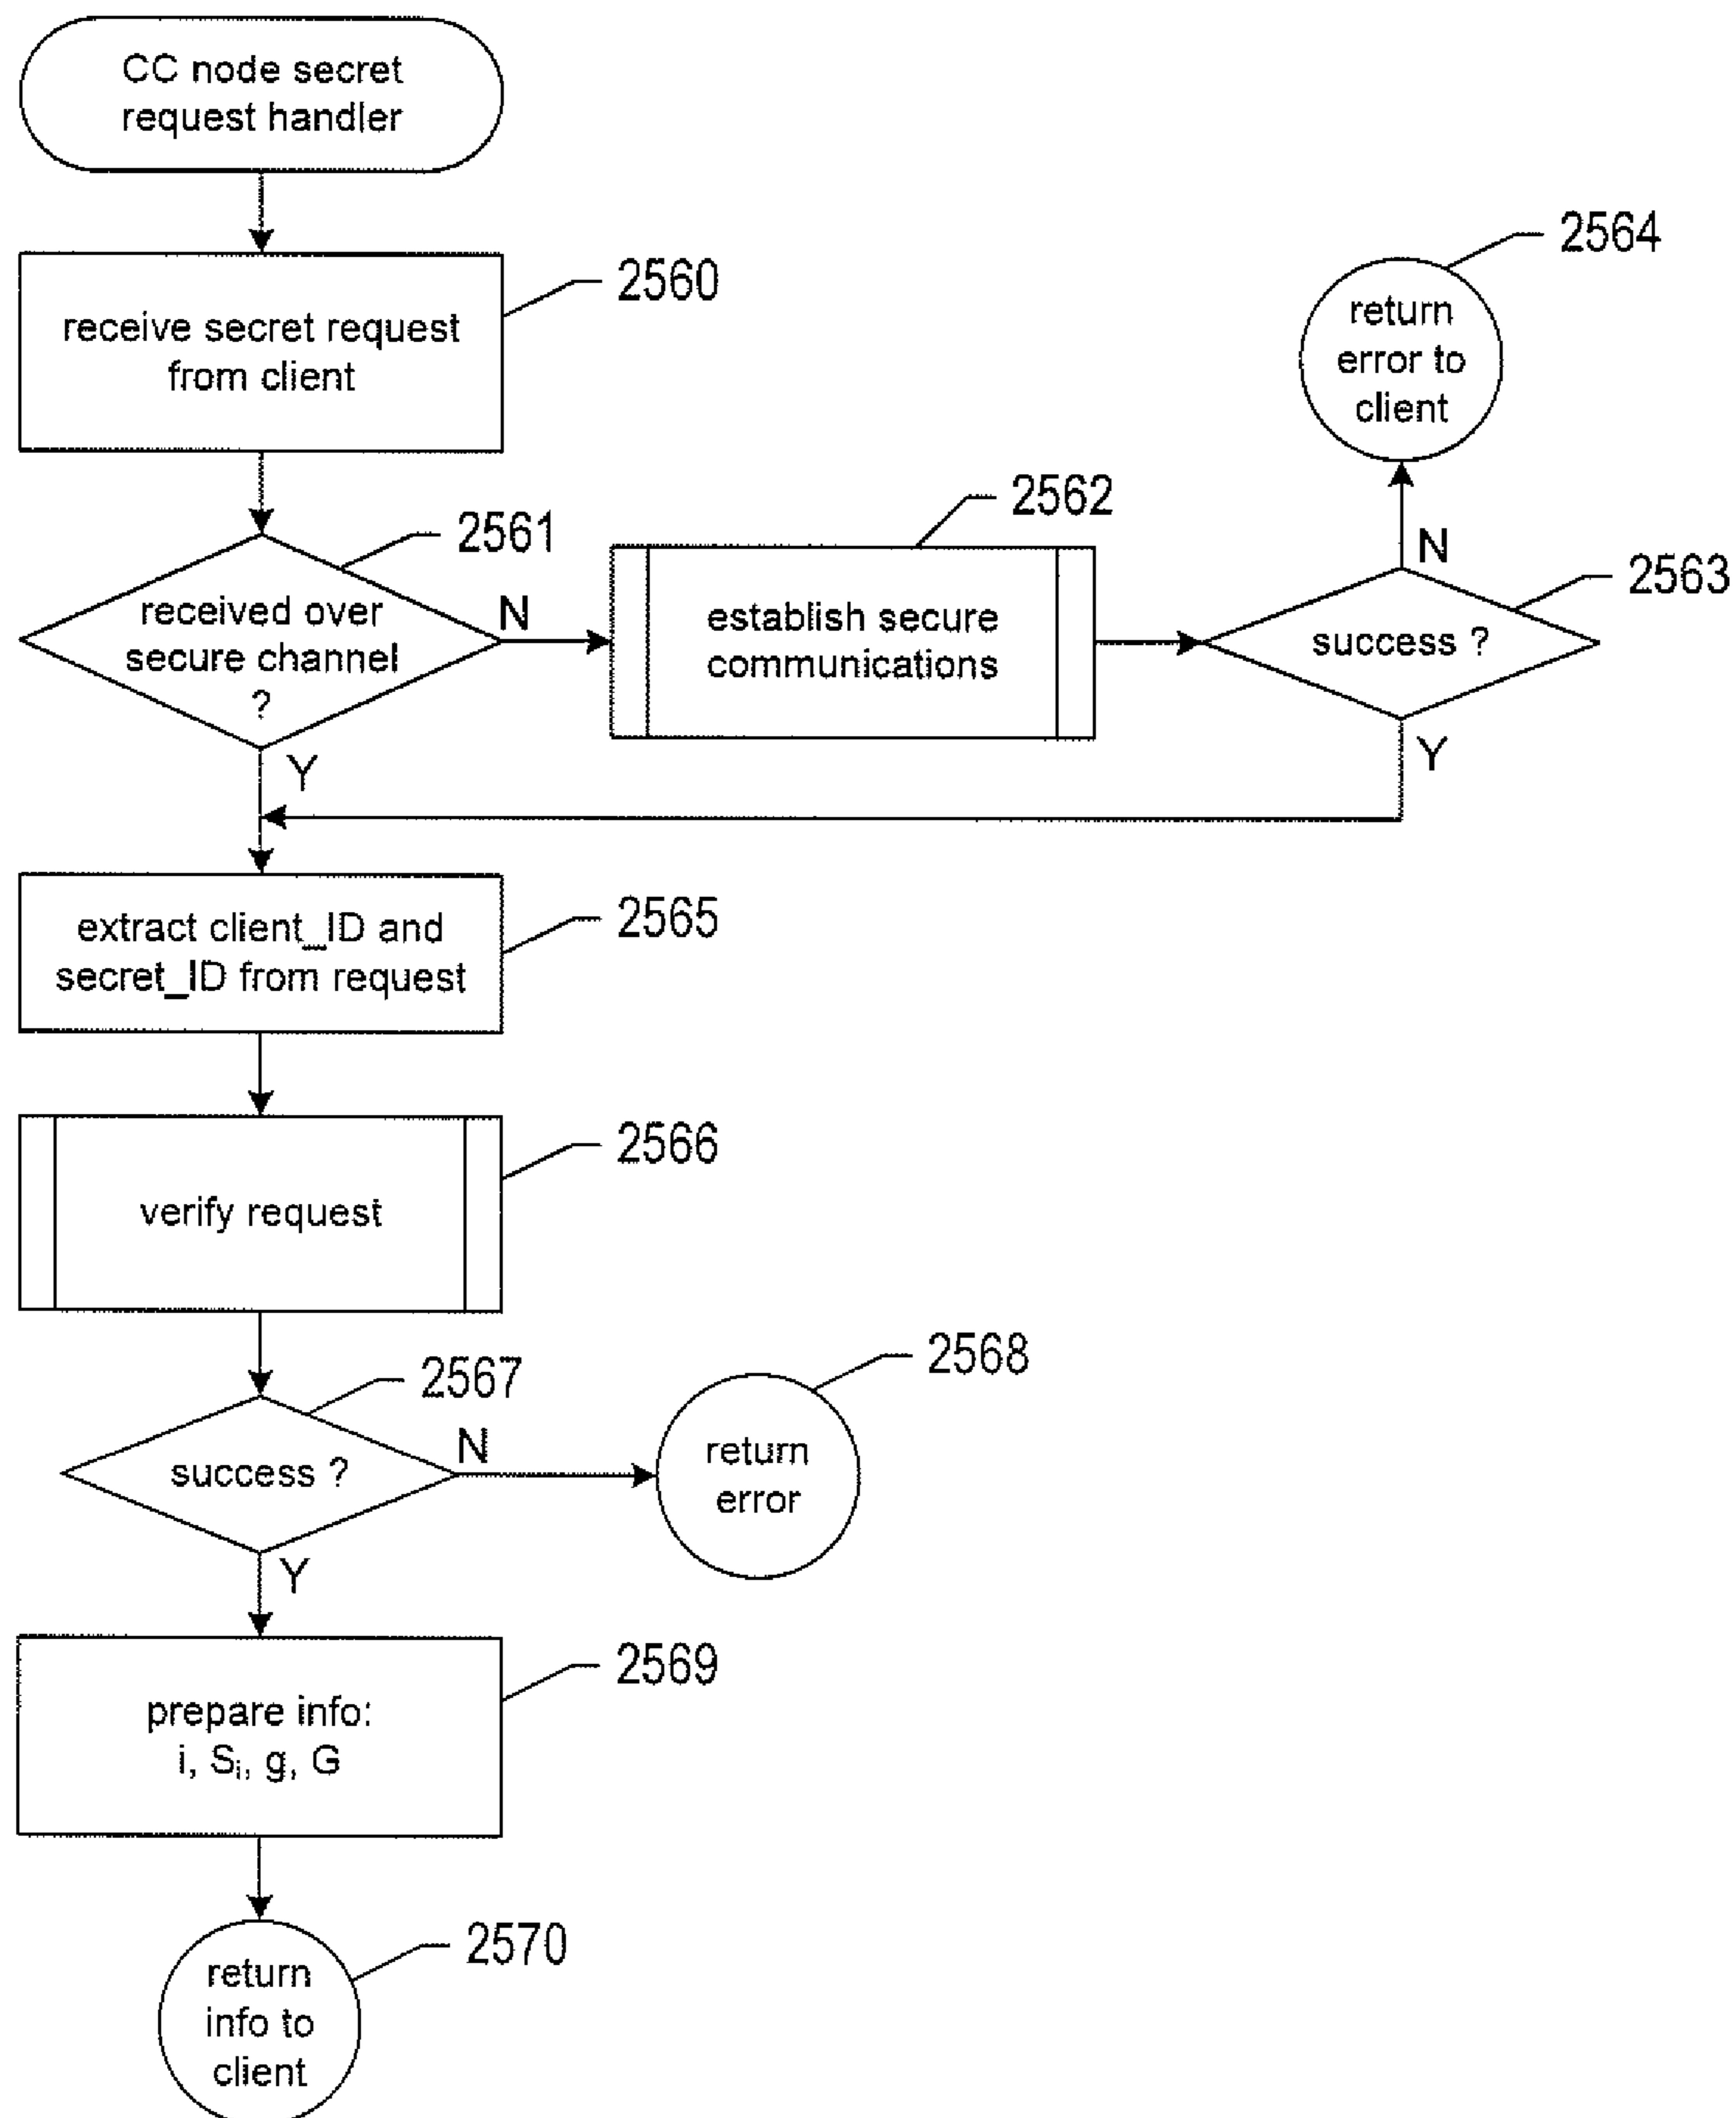 CC node secret
request handler
2560
receive secret request
from client
2564
return
error to
client
2561
received over
secure channel
?
N
Y
2562
establish secure
communications
N
2563
success ?
Y
2565
extract client_ID and
secret_ID from request
2566
verify request
2567
success ?
N
Y
2568
return
error
2569
prepare info:
i, Sᵢ, g, G
2570
return
info to
client